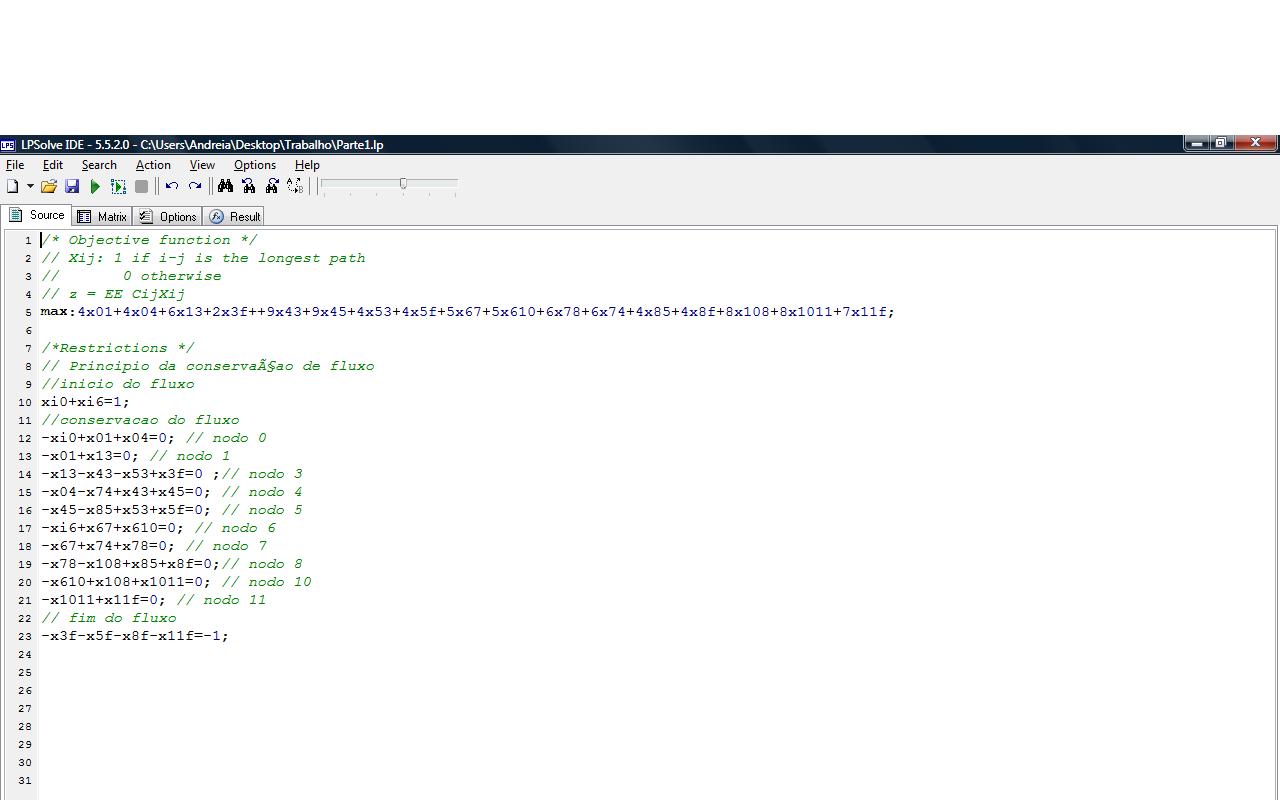 LPSolve IDE - 5.5.2.0 - C:\Users\Andreia\Desktop\Trabalho\Parte1.lp
File Edit Search Action View Options Help
Source Matrix Options Result
1 /* Objective function */
2 // Xij: 1 if i-j is the longest path
3 // 0 otherwise
4 // z = EE CijXij
5 max:4x01+4x04+6x13+2x3f++9x43+9x45+4x53+4x5f+5x67+5x610+6x78+6x74+4x85+4x8f+8x108+8x1011+7x11f;
6
7 /*Restrictions */
8 // Principio da conservaÃ§ao de fluxo
9 //inicio do fluxo
10 xi0+xi6=1;
11 //conservacao do fluxo
12 -xi0+x01+x04=0; // nodo 0
13 -x01+x13=0; // nodo 1
14 -x13-x43-x53+x3f=0 ;// nodo 3
15 -x04-x74+x43+x45=0; // nodo 4
16 -x45-x85+x53+x5f=0; // nodo 5
17 -xi6+x67+x610=0; // nodo 6
18 -x67+x74+x78=0; // nodo 7
19 -x78-x108+x85+x8f=0;// nodo 8
20 -x610+x108+x1011=0; // nodo 10
21 -x1011+x11f=0; // nodo 11
22 // fim do fluxo
23 -x3f-x5f-x8f-x11f=-1;
24
25
26
27
28
29
30
31